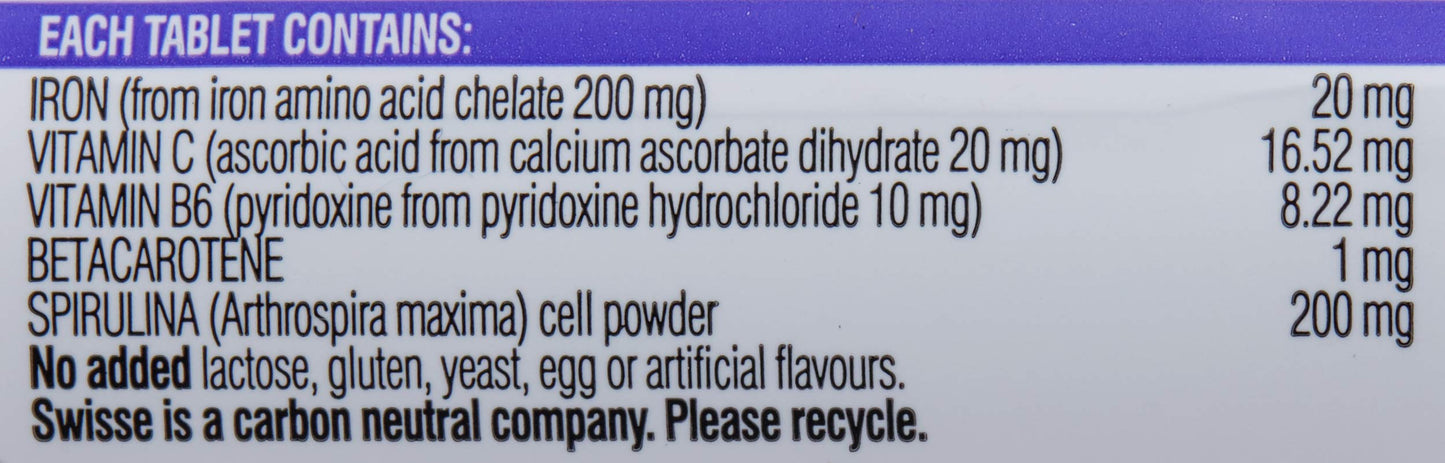 EACH TABLET CONTAINS:
IRON (from iron amino acid chelate 200 mg) 20 mg
VITAMIN C (ascorbic acid from calcium ascorbate dihydrate 20 mg) 16.52 mg
VITAMIN B6 (pyridoxine from pyridoxine hydrochloride 10 mg) 8.22 mg
BETACAROTENE 1 mg
SPIRULINA (Arthrospira maxima) cell powder 200 mg
No added lactose, gluten, yeast, egg or artificial flavours.
Swisse is a carbon neutral company. Please recycle.